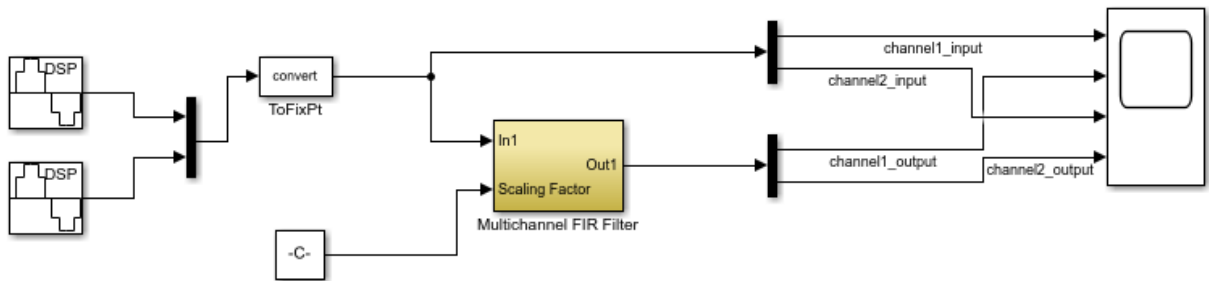 DSP
DSP
convert
ToFixPt
In1
Scaling Factor
Out1
Multichannel FIR Filter
-C-
channel1_input
channel2_input
channel1_output
channel2_output